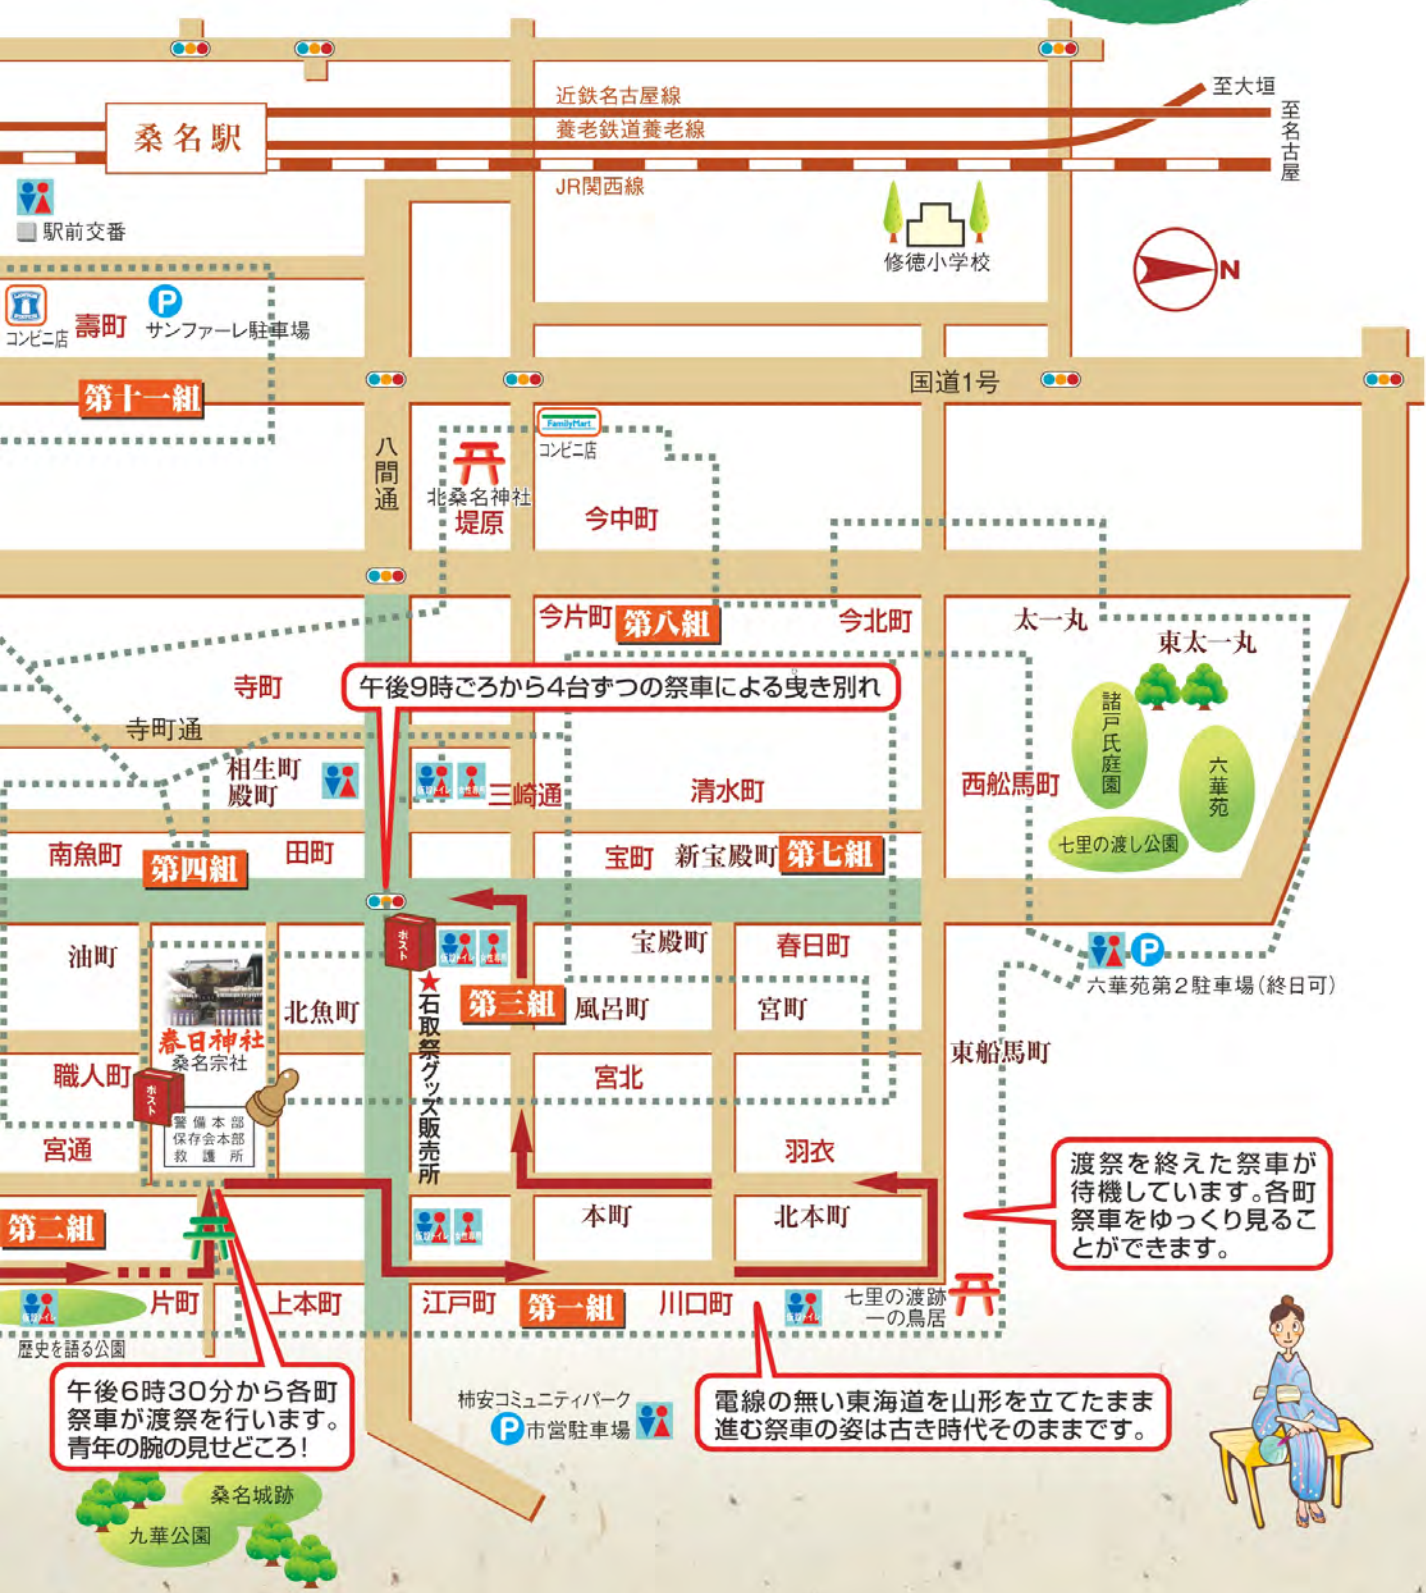 至大垣
近鉄名古屋線
至名古屋
桑名駅
養老鉄道養老線
JR関西線
駅前交番
修徳小学校
N
コンビニ店
壽町
P
サンファーレ駐車場
第十一組
国道1号
八間通
FamilyMart
コンビニ店
北桑名神社
堤原
今中町
今片町
第八組
今北町
太一丸
東太一丸
寺町
午後9時ごろから4台ずつの祭車による曳き別れ
寺町通
諸戸氏庭園
六華苑
相生町
殿町
三崎通
清水町
西舩馬町
七里の渡し公園
南魚町
第四組
田町
宝町
新宝殿町
第七組
油町
ポスト
仮設トイレ
女性専用
宝殿町
春日町
P
六華苑第2駐車場(終日可)
北魚町
石取祭グッズ販売所
第三組
風呂町
宮町
春日神社
桑名宗社
東船馬町
職人町
ポスト
宮北
警備本部
保存会本部
救護所
宮通
羽衣
渡祭を終えた祭車が
待機しています。各町
祭車をゆっくり見るこ
とができます。
第二組
本町
北本町
片町
上本町
江戸町
第一組
川口町
七里の渡跡
一の鳥居
歴史を語る公園
午後6時30分から各町
祭車が渡祭を行います。
青年の腕の見せどころ!
柿安コミュニティパーク
P
市営駐車場
電線の無い東海道を山形を立てたまま
進む祭車の姿は古き時代そのままです。
桑名城跡
九華公園